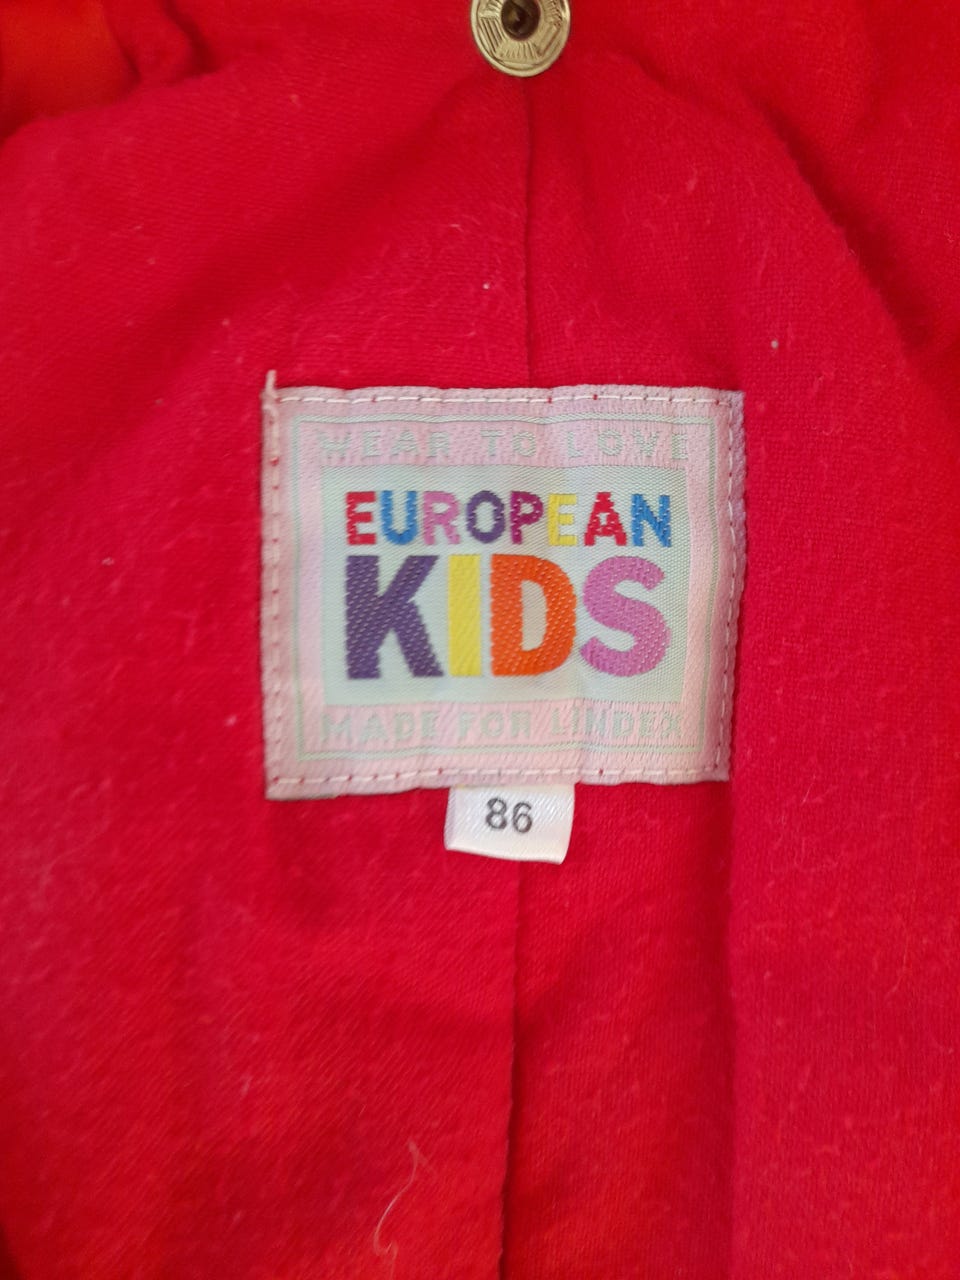 WEAR TO LOVE
EUROPEAN
KIDS
MADE FOR LINDEX
86